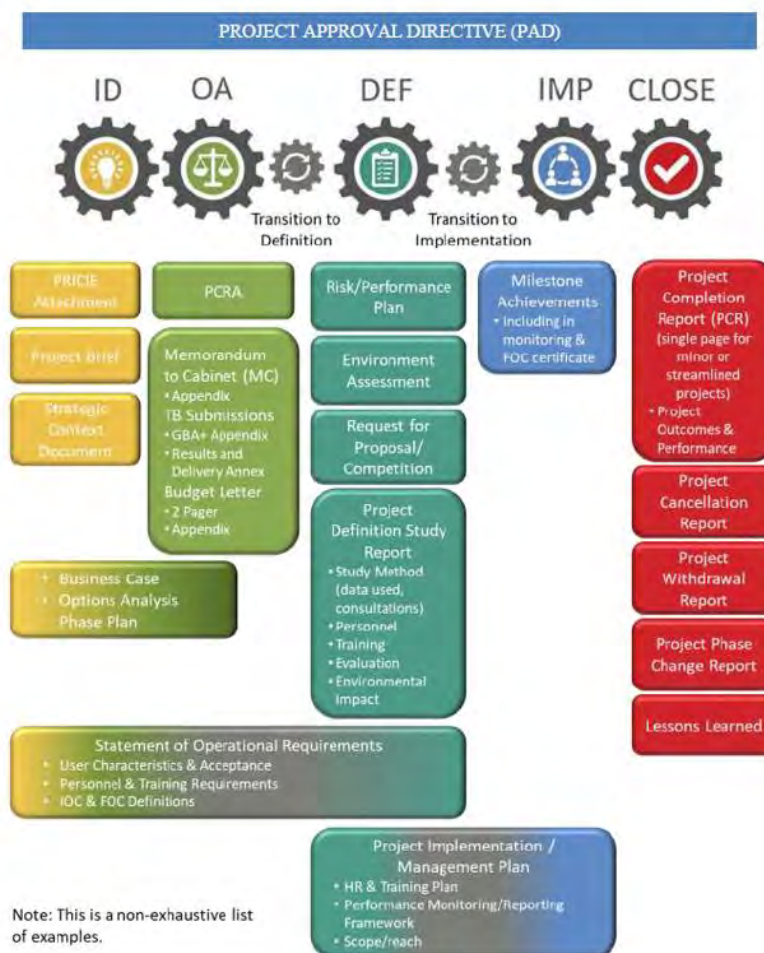 PROJECT APPROVAL DIRECTIVE (PAD)
ID
OA
DEF
IMP
CLOSE
Transition to
Definition
Transition to
Implementation
PRICIE
Attachment
Project Brief
Strategic
Context
Document
PCRA
Memorandum
to Cabinet (MC)
• Appendix
TB Submissions
• GBA+ Appendix
• Results and
Delivery Annex
Budget Letter
• 2 Pager
• Appendix
• Business Case
• Options Analysis
Phase Plan
Risk/Performance
Plan
Environment
Assessment
Request for
Proposal/
Competition
Project
Definition Study
Report
• Study Method
(data used,
consultations)
• Personnel
• Training
• Evaluation
• Environmental
Impact
Milestone
Achievements
• Including in
monitoring &
FOC certificate
Project
Completion
Report (PCR)
(single page for
minor or
streamlined
projects)
• Project
Outcomes &
Performance
Project
Cancellation
Report
Project
Withdrawal
Report
Project Phase
Change Report
Lessons Learned
Statement of Operational Requirements
• User Characteristics & Acceptance
• Personnel & Training Requirements
• IOC & FOC Definitions
Project Implementation /
Management Plan
• HR & Training Plan
• Performance Monitoring/Reporting
Framework
• Scope/reach
Note: This is a non-exhaustive list
of examples.